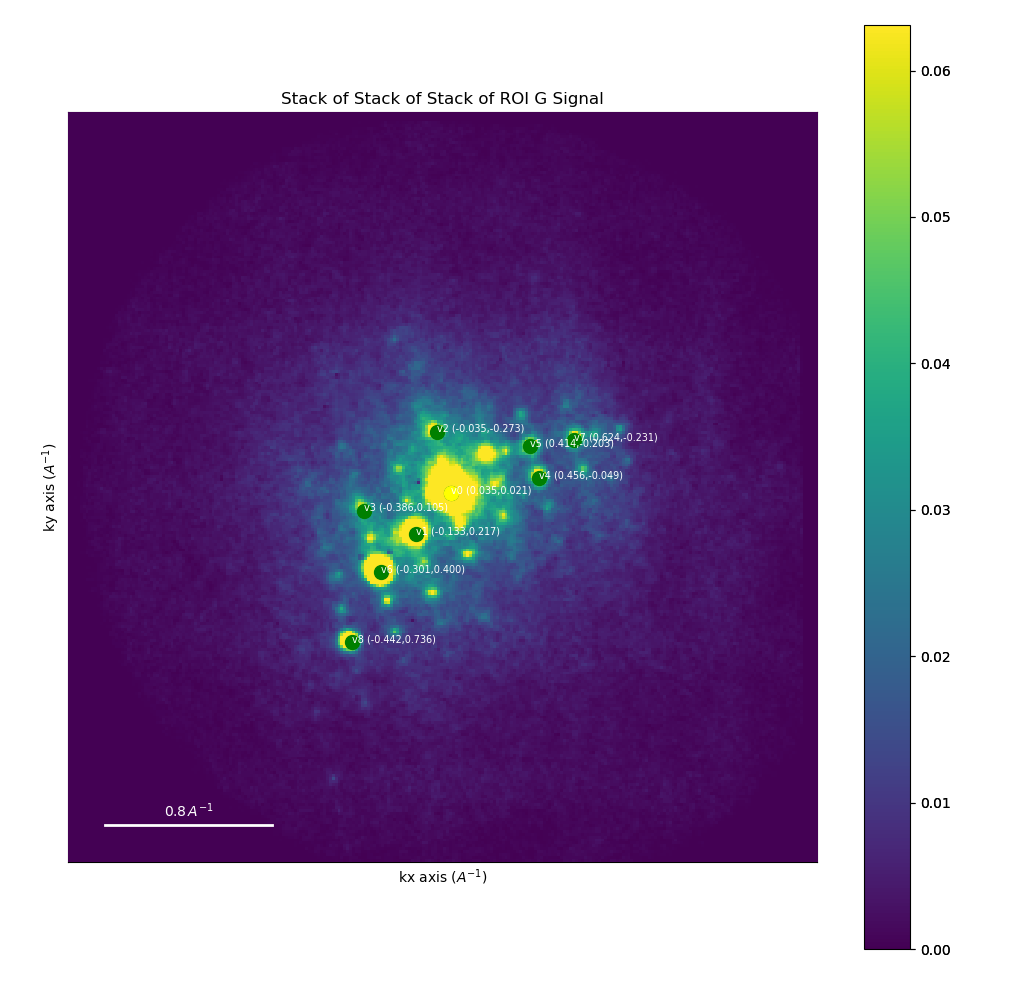 Stack of Stack of Stack of ROI G Signal
0.06
v2 (-0.035,-0.273)
v7 (0.624,-0.231)
v5 (0.414,-0.203)
0.05
v4 (0.456,-0.049)
v0 (0.035,0.021)
v3 (-0.386,0.105)
v1 (-0.133,0.217)
0.04
v6 (-0.301,0.400)
0.03
v8 (-0.442,0.736)
0.02
0.8 A⁻¹
0.01
0.00
kx axis (A⁻¹)
ky axis (A⁻¹)